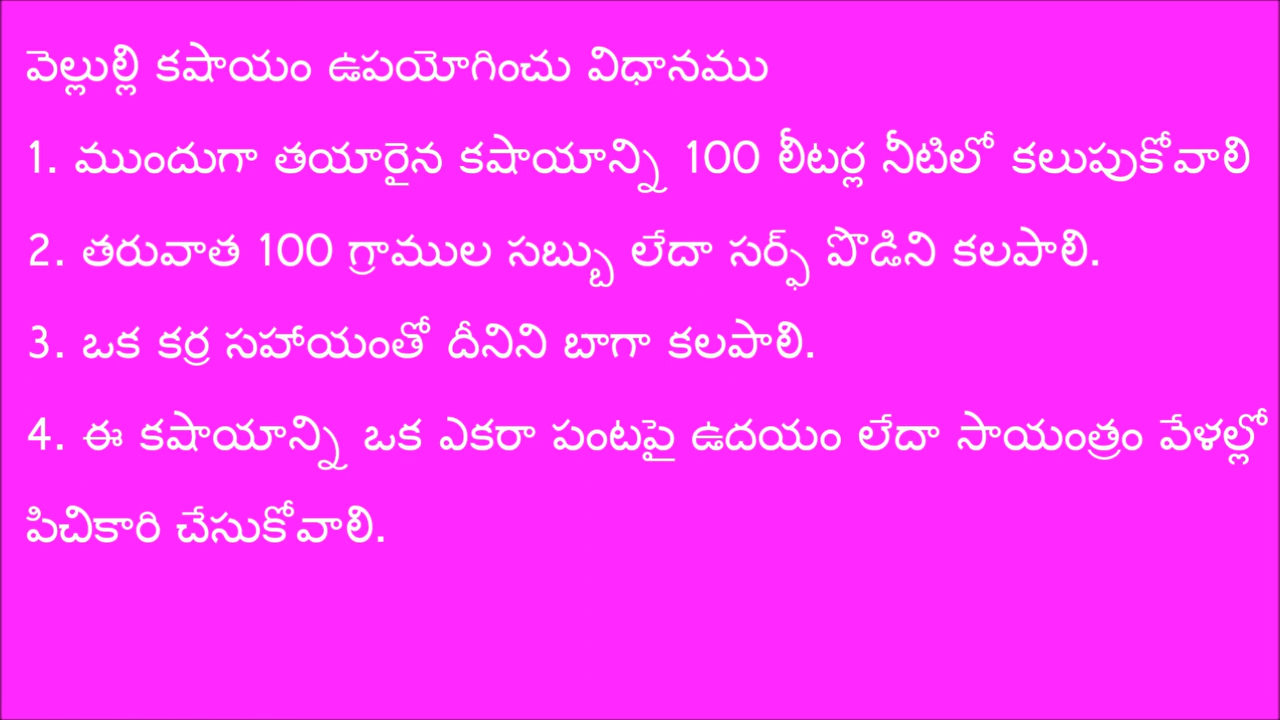 వెల్లుల్లి కషాయం ఉపయోగించు విధానము
1. ముందుగా తయారైన కషాయాన్ని 100 లీటర్ల నీటిలో కలుపుకోవాలి
2. తరువాత 100 గ్రాముల సబ్బు లేదా సర్ఫ్ పొడిని కలపాలి.
3. ఒక కర్ర సహాయంతో దీనిని బాగా కలపాలి.
4. ఈ కషాయాన్ని ఒక ఎకరా పంటపై ఉదయం లేదా సాయంత్రం వేళల్లో
పిచికారి చేసుకోవాలి.